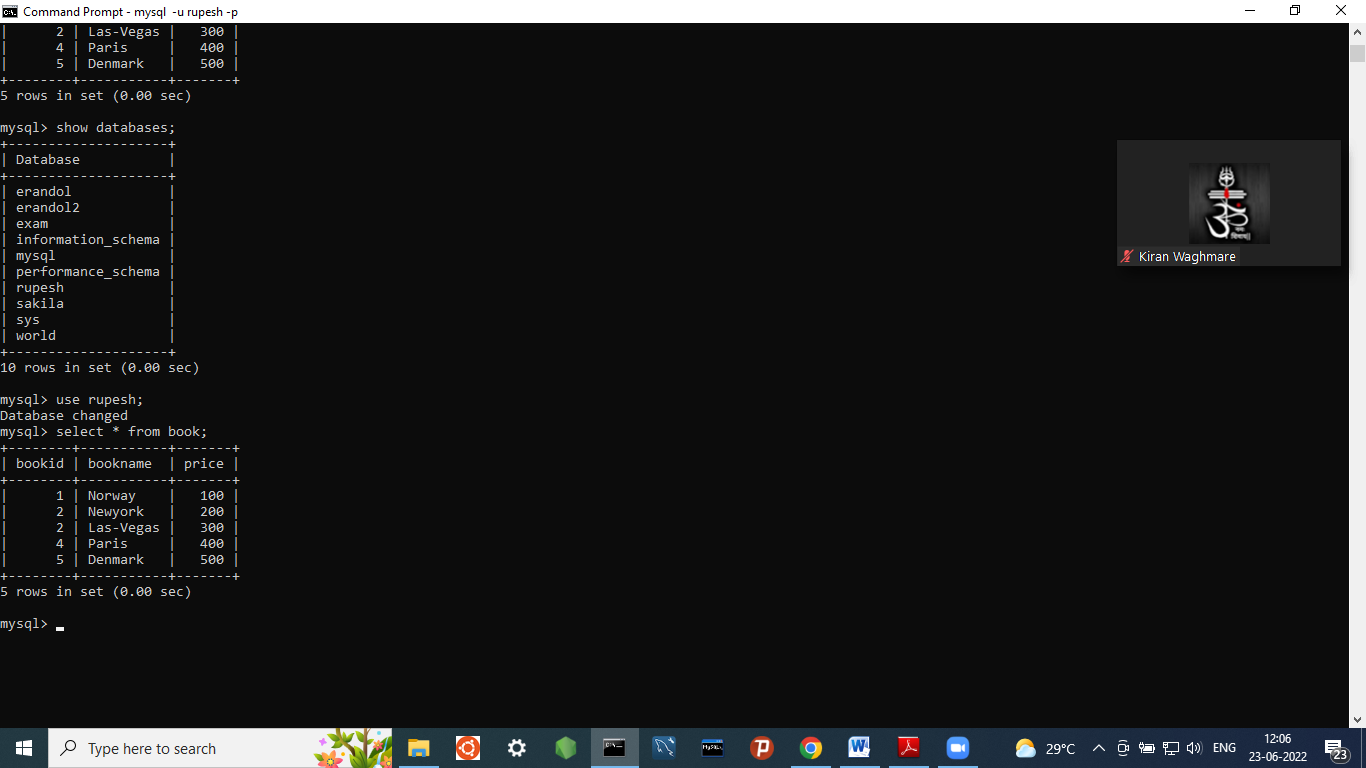 Command Prompt - mysql  -u rupesh -p
|      2 | Las-Vegas |   300 |
|      4 | Paris     |   400 |
|      5 | Denmark   |   500 |
+--------+-----------+-------+
5 rows in set (0.00 sec)
mysql> show databases;
+--------------------+
| Database           |
+--------------------+
| erandol            |
| erandol2           |
| exam               |
| information_schema |
| mysql              |
| performance_schema |
| rupesh             |
| sakila             |
| sys                |
| world              |
+--------------------+
10 rows in set (0.00 sec)
mysql> use rupesh;
Database changed
mysql> select * from book;
+--------+-----------+-------+
| bookid | bookname  | price |
+--------+-----------+-------+
|      1 | Norway    |   100 |
|      2 | Newyork   |   200 |
|      2 | Las-Vegas |   300 |
|      4 | Paris     |   400 |
|      5 | Denmark   |   500 |
+--------+-----------+-------+
5 rows in set (0.00 sec)
mysql>
ॐ
Kiran Waghmare
Type here to search
29°C
ENG
12:06
23-06-2022
23